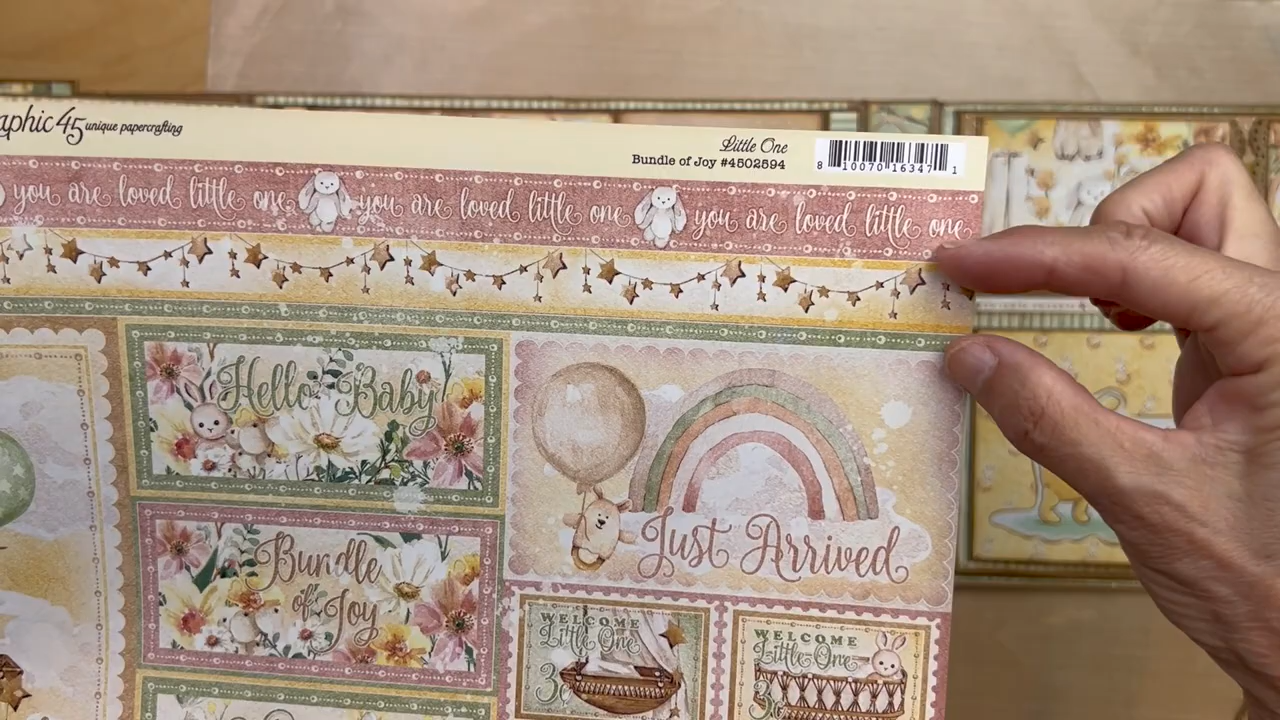 aphic 45 unique papercrafting
Little One
Bundle of Joy #4502594
8 10070 16347 1
you are loved little one you are loved little one you are loved little one
Hello Baby
Just Arrived
Bundle
of Joy
WELCOME
Little One
3¢
WELCOME
Little One